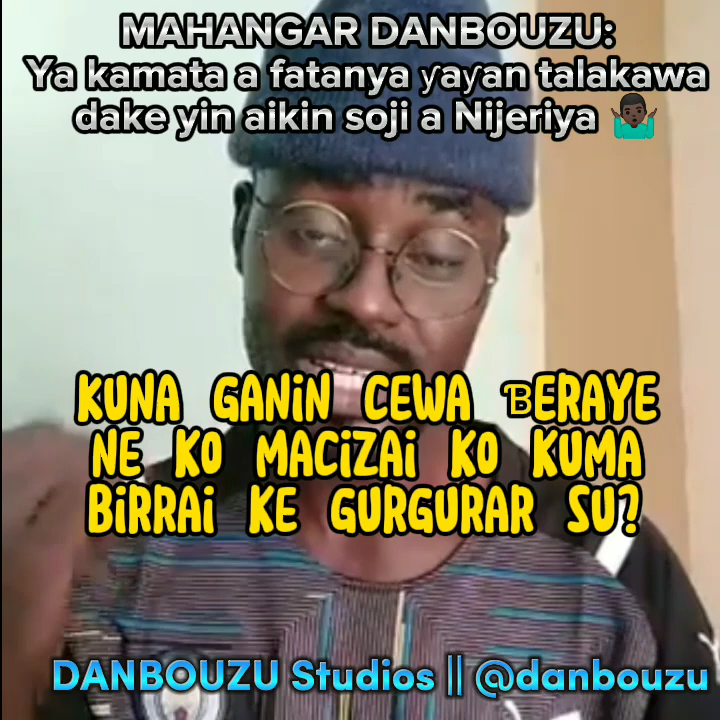 MAHANGAR DANBOUZU:
Ya kamata a fatanya ƴaƴan talakawa
dake yin aikin soji a Nijeriya 🤷🏿‍♂️
KUNA GANiN CEWA ɓERAYE
NE KO MACiZAi KO KUMA
BiRRAi KE GURGURAR SU?
DANBOUZU Studios || @danbouzu